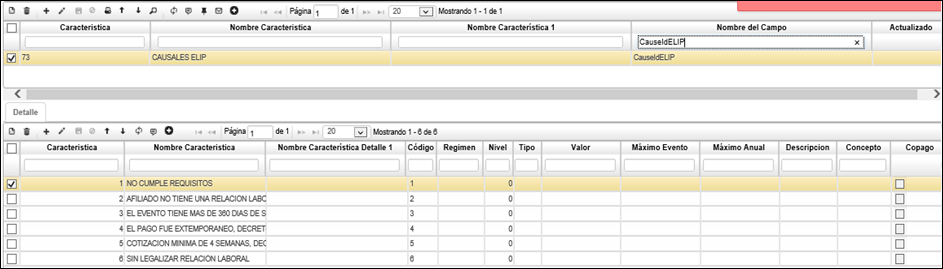 Página 1 de 1 20 Mostrando 1 - 1 de 1
Caracteristica Nombre Caracteristica Nombre Característica 1 Nombre del Campo Actualizado
CauseIdELIP x
73 CAUSALES ELIP CauseIdELIP
Detalle
Página 1 de 1 20 Mostrando 1 - 6 de 6
Caracteristica Nombre Caracteristica Nombre Característica Detalle 1 Código Regimen Nivel Tipo Valor Máximo Evento Máximo Anual Descripcion Concepto Copago
1 NO CUMPLE REQUISITOS 1 0
2 AFILIADO NO TIENE UNA RELACION LABO 2 0
3 EL EVENTO TIENE MAS DE 360 DIAS DE S 3 0
4 EL PAGO FUE EXTEMPORANEO, DECRET 4 0
5 COTIZACION MINIMA DE 4 SEMANAS, DEC 5 0
6 SIN LEGALIZAR RELACION LABORAL 6 0